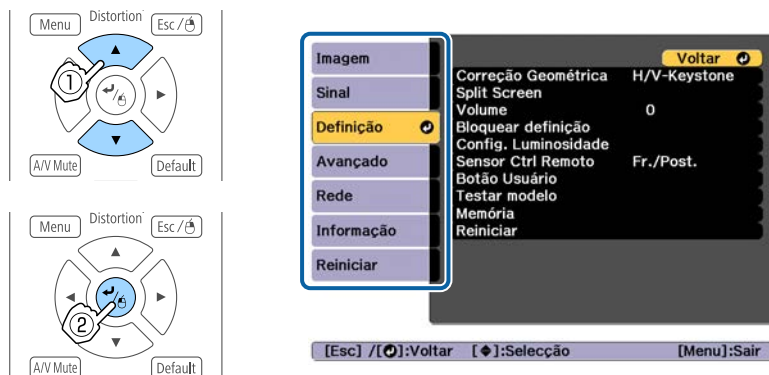 Menu
Distortion
Esc /
①
A/V Mute
Default
Menu
Distortion
Esc /
②
A/V Mute
Default
Imagem
Sinal
Definição
Avançado
Rede
Informação
Reiniciar
Voltar
Correção Geométrica H/V-Keystone
Split Screen
Volume 0
Bloquear definição
Config. Luminosidade
Sensor Ctrl Remoto Fr./Post.
Botão Usuário
Testar modelo
Memória
Reiniciar
[Esc] /[ ]:Voltar [ ]:Selecção [Menu]:Sair